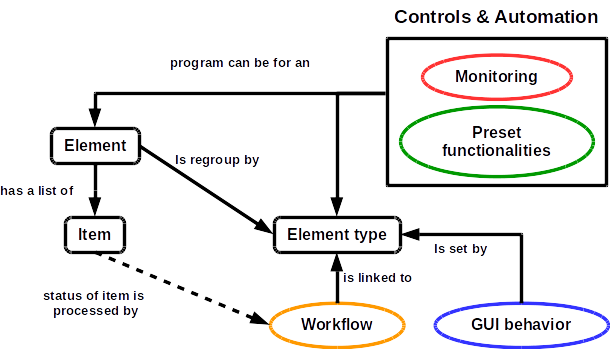 Controls & Automation
program can be for an
Monitoring
Preset
functionalities
Element
Is regroup by
has a list of
Item
Element type
Is set by
is linked to
status of item is
processed by
Workflow
GUI behavior